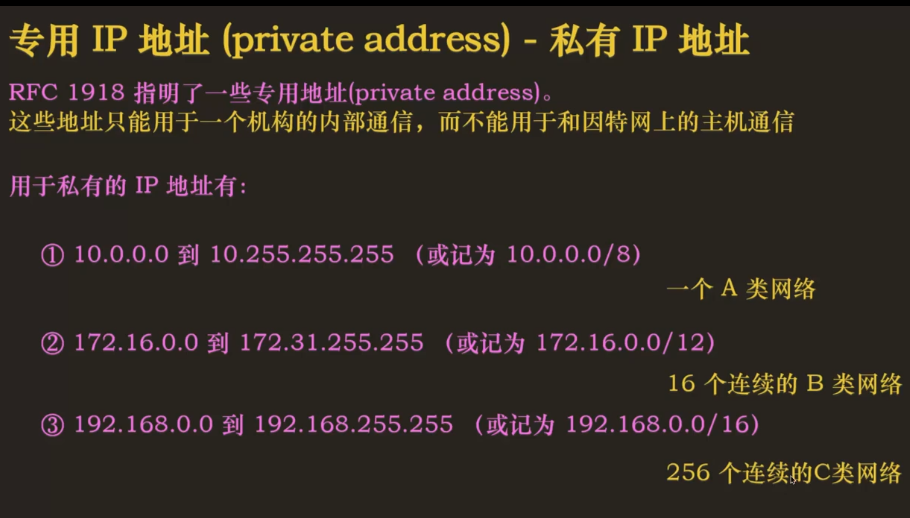 专用 IP 地址 (private address) - 私有 IP 地址
RFC 1918 指明了一些专用地址(private address)。
这些地址只能用于一个机构的内部通信，而不能用于和因特网上的主机通信
用于私有的 IP 地址有:
① 10.0.0.0 到 10.255.255.255 （或记为 10.0.0.0/8)
一个 A 类网络
② 172.16.0.0 到 172.31.255.255 （或记为 172.16.0.0/12)
16 个连续的 B 类网络
③ 192.168.0.0 到 192.168.255.255 （或记为 192.168.0.0/16)
256 个连续的C类网络